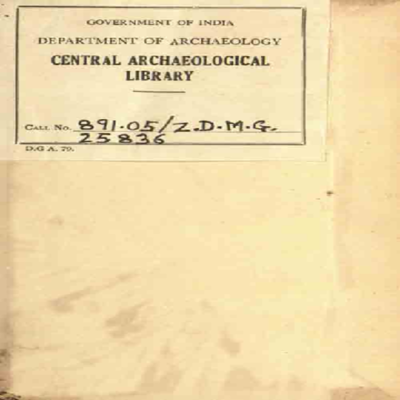 GOVERNMENT OF INDIA
DEPARTMENT OF ARCHAEOLOGY
CENTRAL ARCHAEOLOGICAL
LIBRARY
CALL No. 891.05/Z.D.M.G.
25836
D.G A. 79.